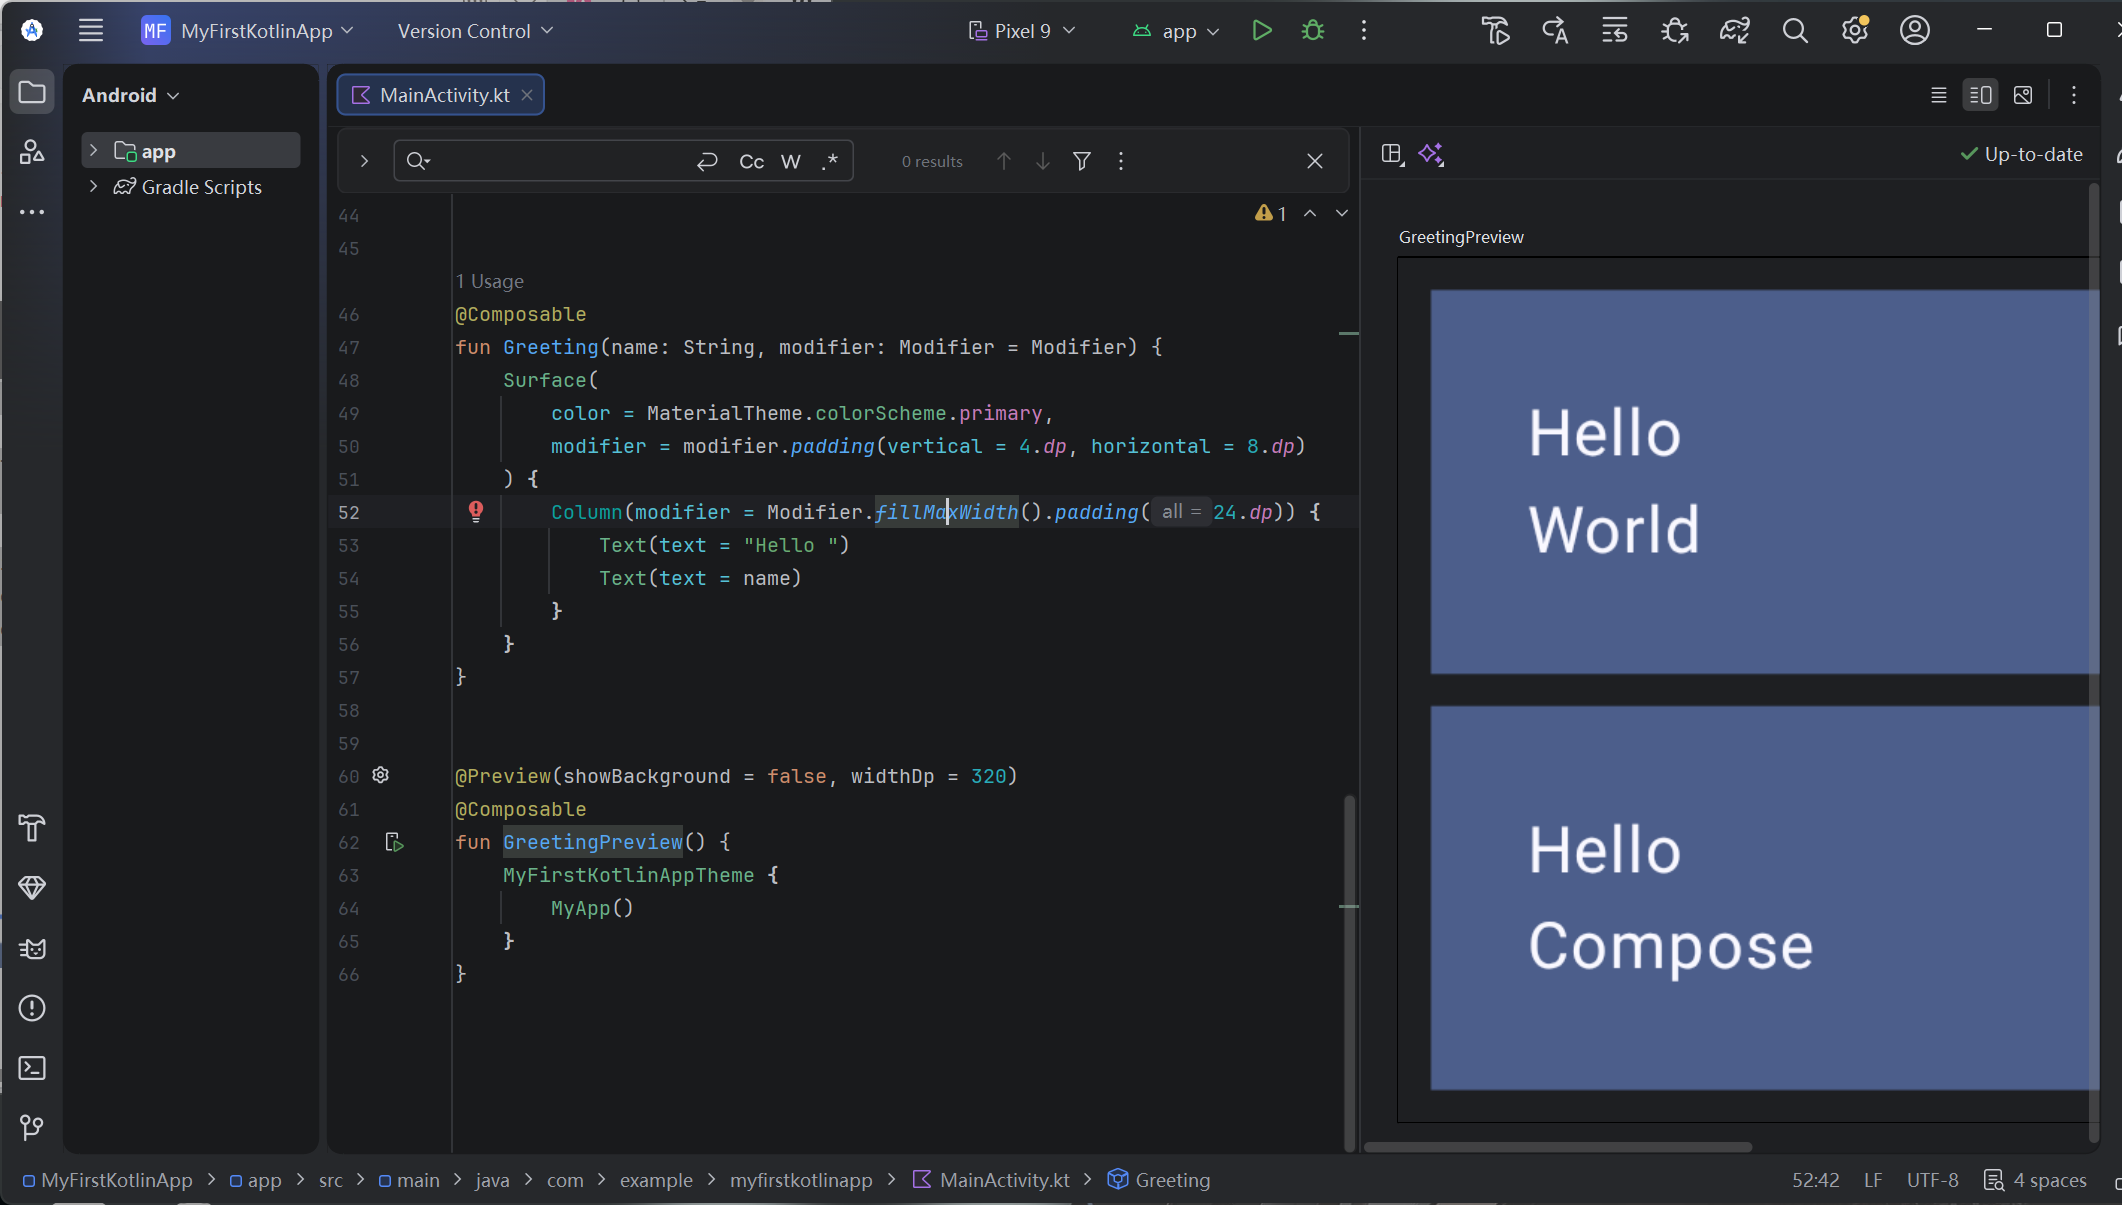 MF MyFirstKotlinApp Version Control Pixel 9 app
Android
app
Gradle Scripts
MainActivity.kt
Cc W .* 0 results
Up-to-date
1
GreetingPreview
44
45
1 Usage
46 @Composable
47 fun Greeting(name: String, modifier: Modifier = Modifier) {
48 Surface(
49 color = MaterialTheme.colorScheme.primary,
50 modifier = modifier.padding(vertical = 4.dp, horizontal = 8.dp)
51 ) {
52 Column(modifier = Modifier.fillMaxWidth().padding( all = 24.dp)) {
53 Text(text = "Hello ")
54 Text(text = name)
55 }
56 }
57 }
58
59
60 @Preview(showBackground = false, widthDp = 320)
61 @Composable
62 fun GreetingPreview() {
63 MyFirstKotlinAppTheme {
64 MyApp()
65 }
66 }
Hello
World
Hello
Compose
MyFirstKotlinApp > app > src > main > java > com > example > myfirstkotlinapp > MainActivity.kt > Greeting 52:42 LF UTF-8 4 spaces